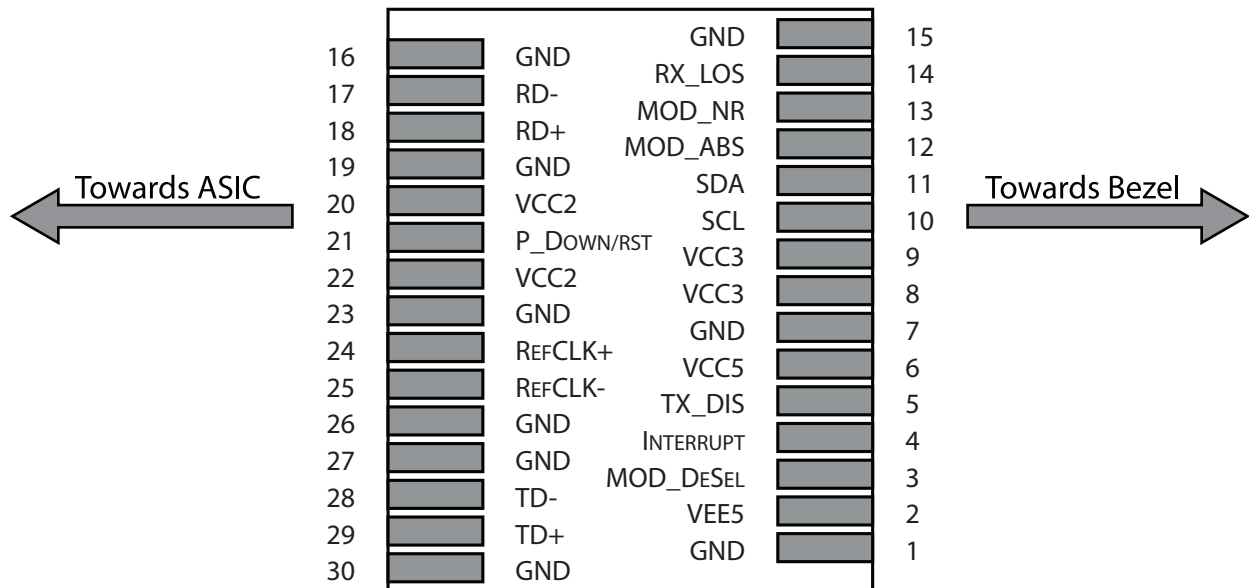 GND 15
16 GND
RX_LOS 14
17 RD-
MOD_NR 13
18 RD+
MOD_ABS 12
19 GND
SDA 11
Towards ASIC
Towards Bezel
20 VCC2
SCL 10
21 P_DOWN/RST
VCC3 9
22 VCC2
VCC3 8
23 GND
GND 7
24 REFCLK+
VCC5 6
25 REFCLK-
TX_DIS 5
26 GND
INTERRUPT 4
27 GND
MOD_DESEL 3
28 TD-
VEE5 2
29 TD+
GND 1
30 GND